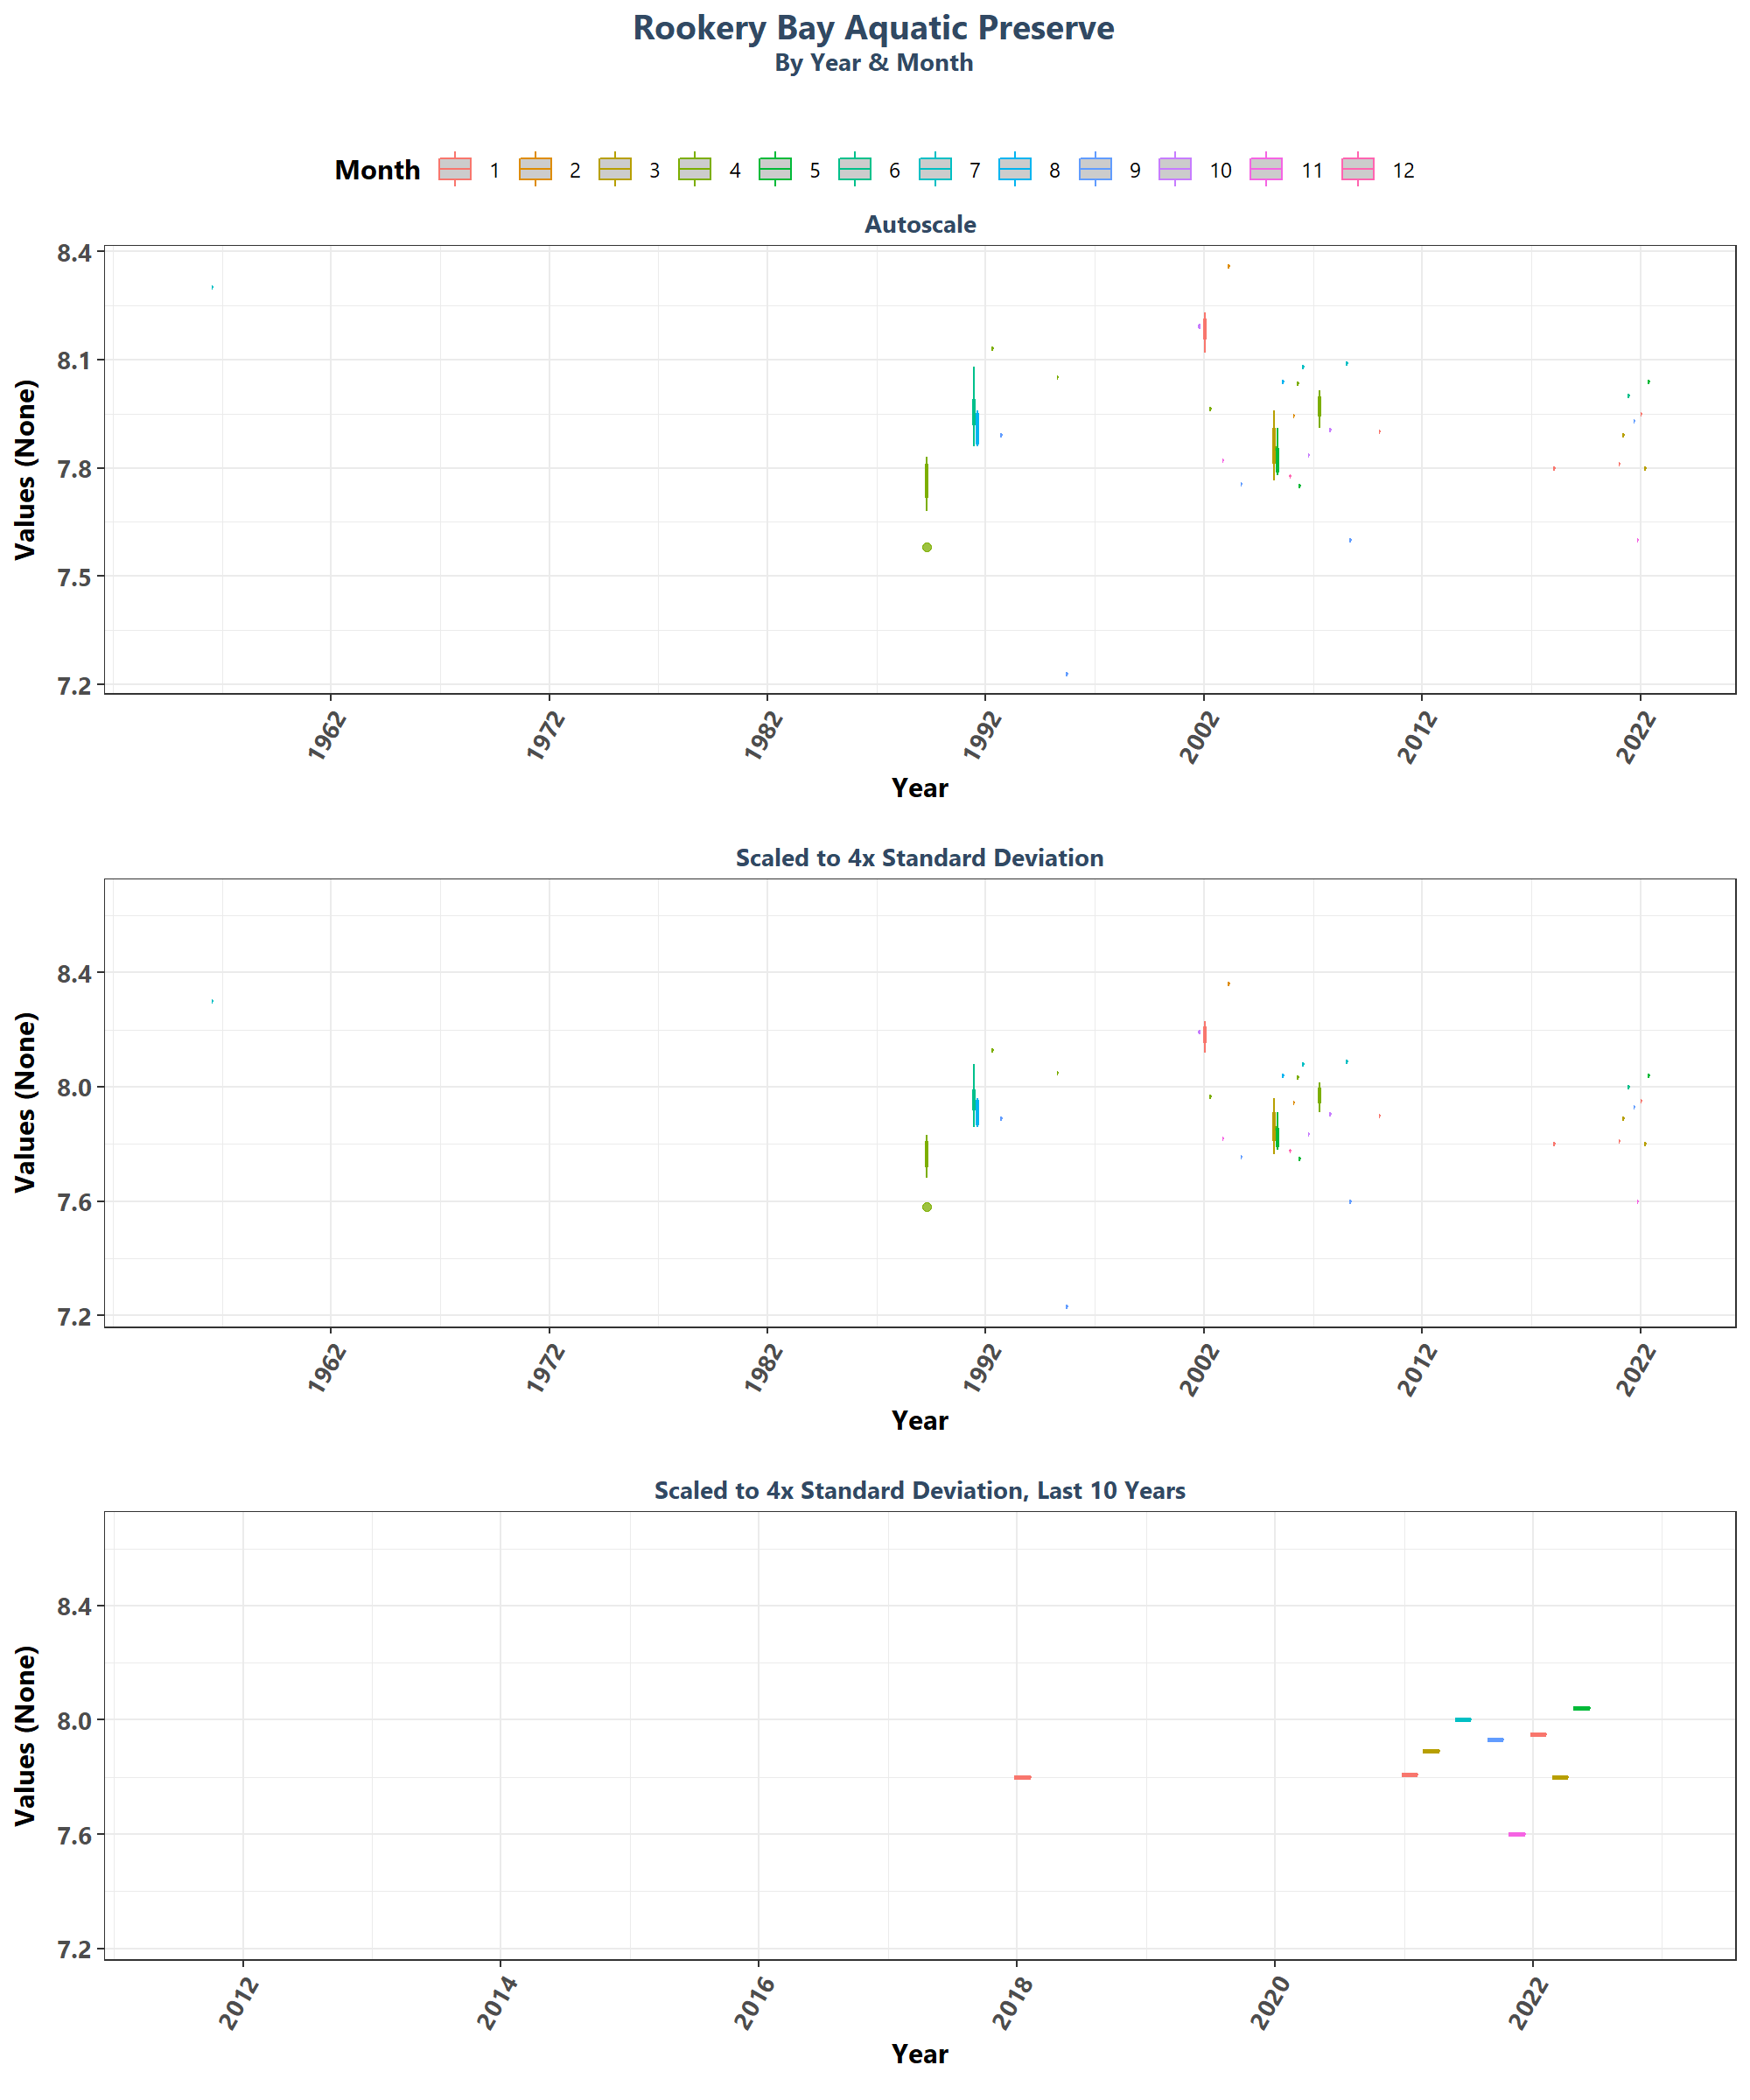 Rookery Bay Aquatic Preserve
By Year & Month
Month 1 2 3 4 5 6 7 8 9 10 11 12
Autoscale
8.4
8.1
7.8
7.5
7.2
Values (None)
1962 1972 1982 1992 2002 2012 2022
Year
Scaled to 4x Standard Deviation
8.4
8.0
7.6
7.2
Values (None)
1962 1972 1982 1992 2002 2012 2022
Year
Scaled to 4x Standard Deviation, Last 10 Years
8.4
8.0
7.6
7.2
Values (None)
2012 2014 2016 2018 2020 2022
Year